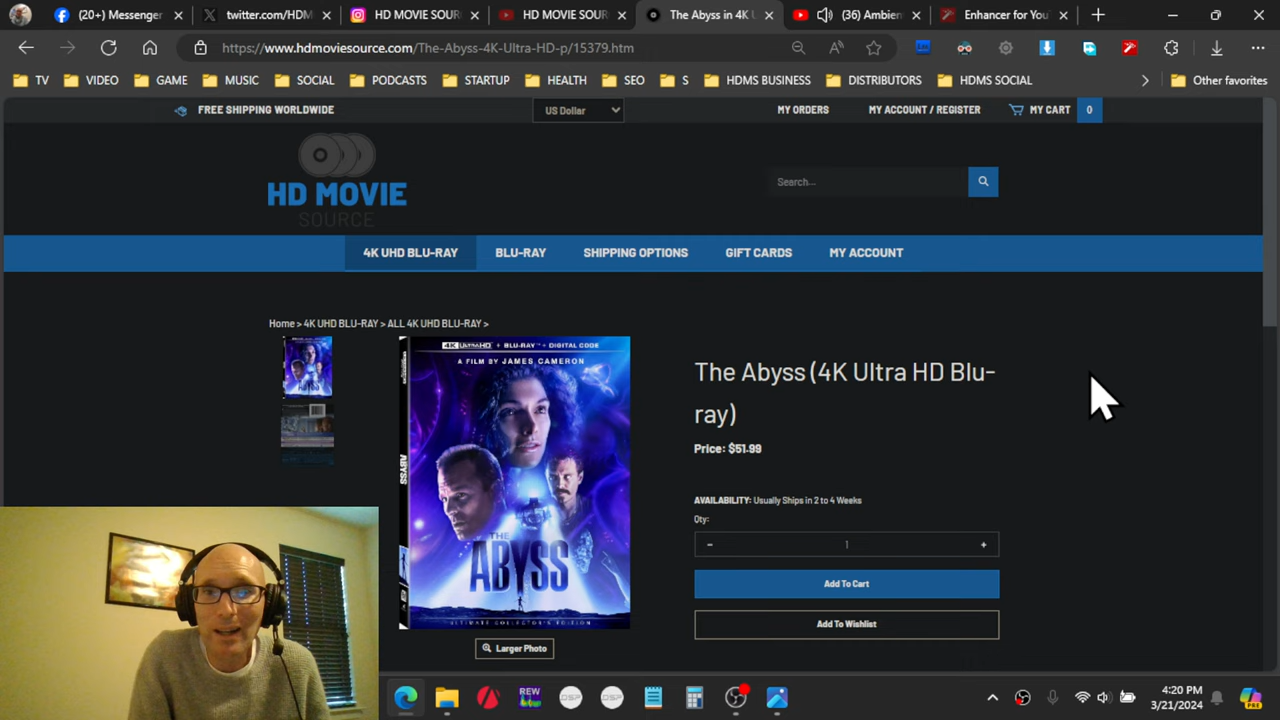 (20+) Messenger
twitter.com/HDM
HD MOVIE SOUR
HD MOVIE SOUR
The Abyss in 4K U
(36) Ambien
Enhancer for You
https://www.hdmoviesource.com/The-Abyss-4K-Ultra-HD-p/15379.htm
TV
VIDEO
GAME
MUSIC
SOCIAL
PODCASTS
STARTUP
HEALTH
SEO
S
HDMS BUSINESS
DISTRIBUTORS
HDMS SOCIAL
Other favorites
FREE SHIPPING WORLDWIDE
US Dollar
MY ORDERS
MY ACCOUNT / REGISTER
MY CART
0
HD MOVIE
SOURCE
Search...
4K UHD BLU-RAY
BLU-RAY
SHIPPING OPTIONS
GIFT CARDS
MY ACCOUNT
Home > 4K UHD BLU-RAY > ALL 4K UHD BLU-RAY >
4K ULTRA HD + BLU-RAY + DIGITAL CODE
A FILM BY JAMES CAMERON
ABYSS
THE
ABYSS
ULTIMATE COLLECTOR'S EDITION
Larger Photo
The Abyss (4K Ultra HD Blu-
ray)
Price: $51.99
AVAILABILITY: Usually Ships in 2 to 4 Weeks
Qty:
− 1 +
Add To Cart
Add To Wishlist
REW
DSP
DSP
4:20 PM
3/21/2024
PRE